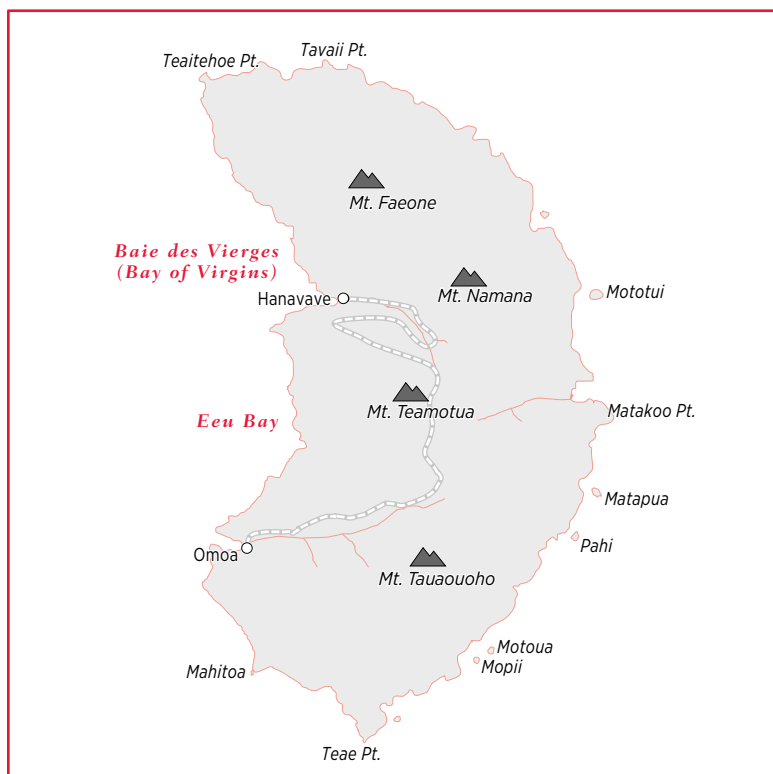 Tavaii Pt.
Teaitehoe Pt.
Mt. Faeone
Baie des Vierges
(Bay of Virgins)
Hanavave
Mt. Namana
Mototui
Mt. Teamotua
Matakoo Pt.
Eeu Bay
Matapua
Pahi
Omoa
Mt. Tauaouoho
Motoua
Mopii
Mahitoa
Teae Pt.